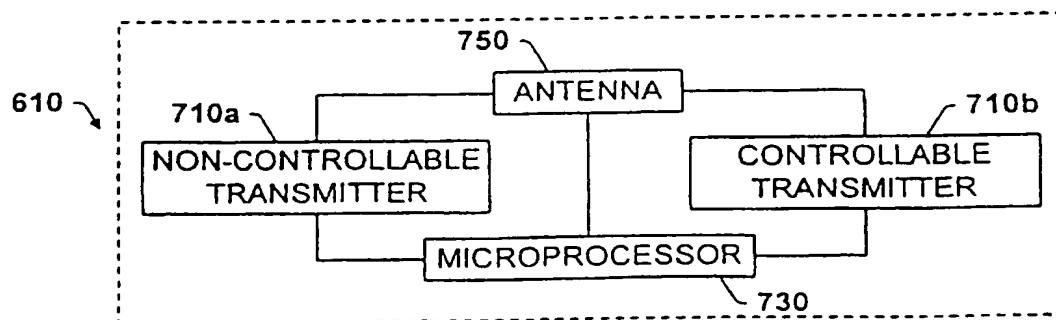 750
610
ANTENNA
710a
710b
NON-CONTROLLABLE
TRANSMITTER
CONTROLLABLE
TRANSMITTER
MICROPROCESSOR
730